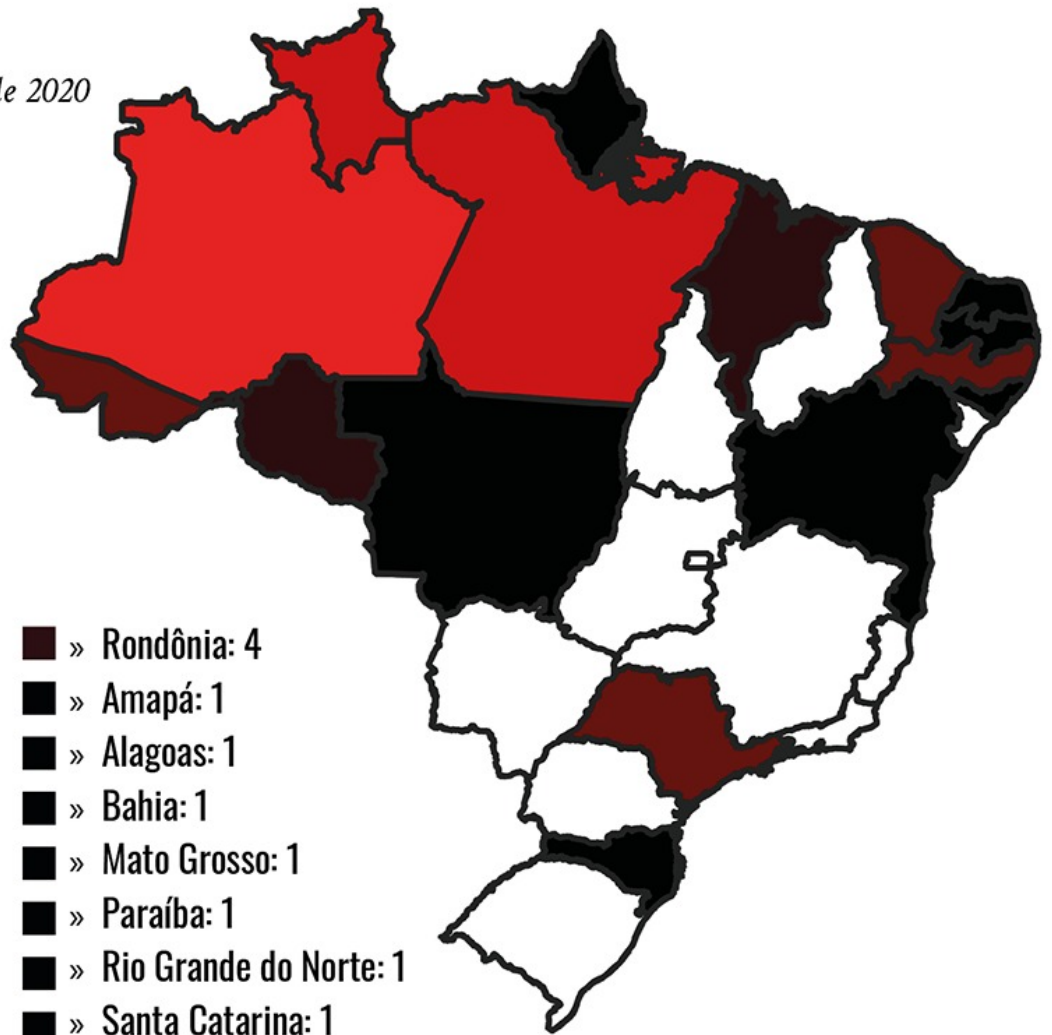 de 2020
» Rondônia: 4
» Amapá: 1
» Alagoas: 1
» Bahia: 1
» Mato Grosso: 1
» Paraíba: 1
» Rio Grande do Norte: 1
» Santa Catarina: 1